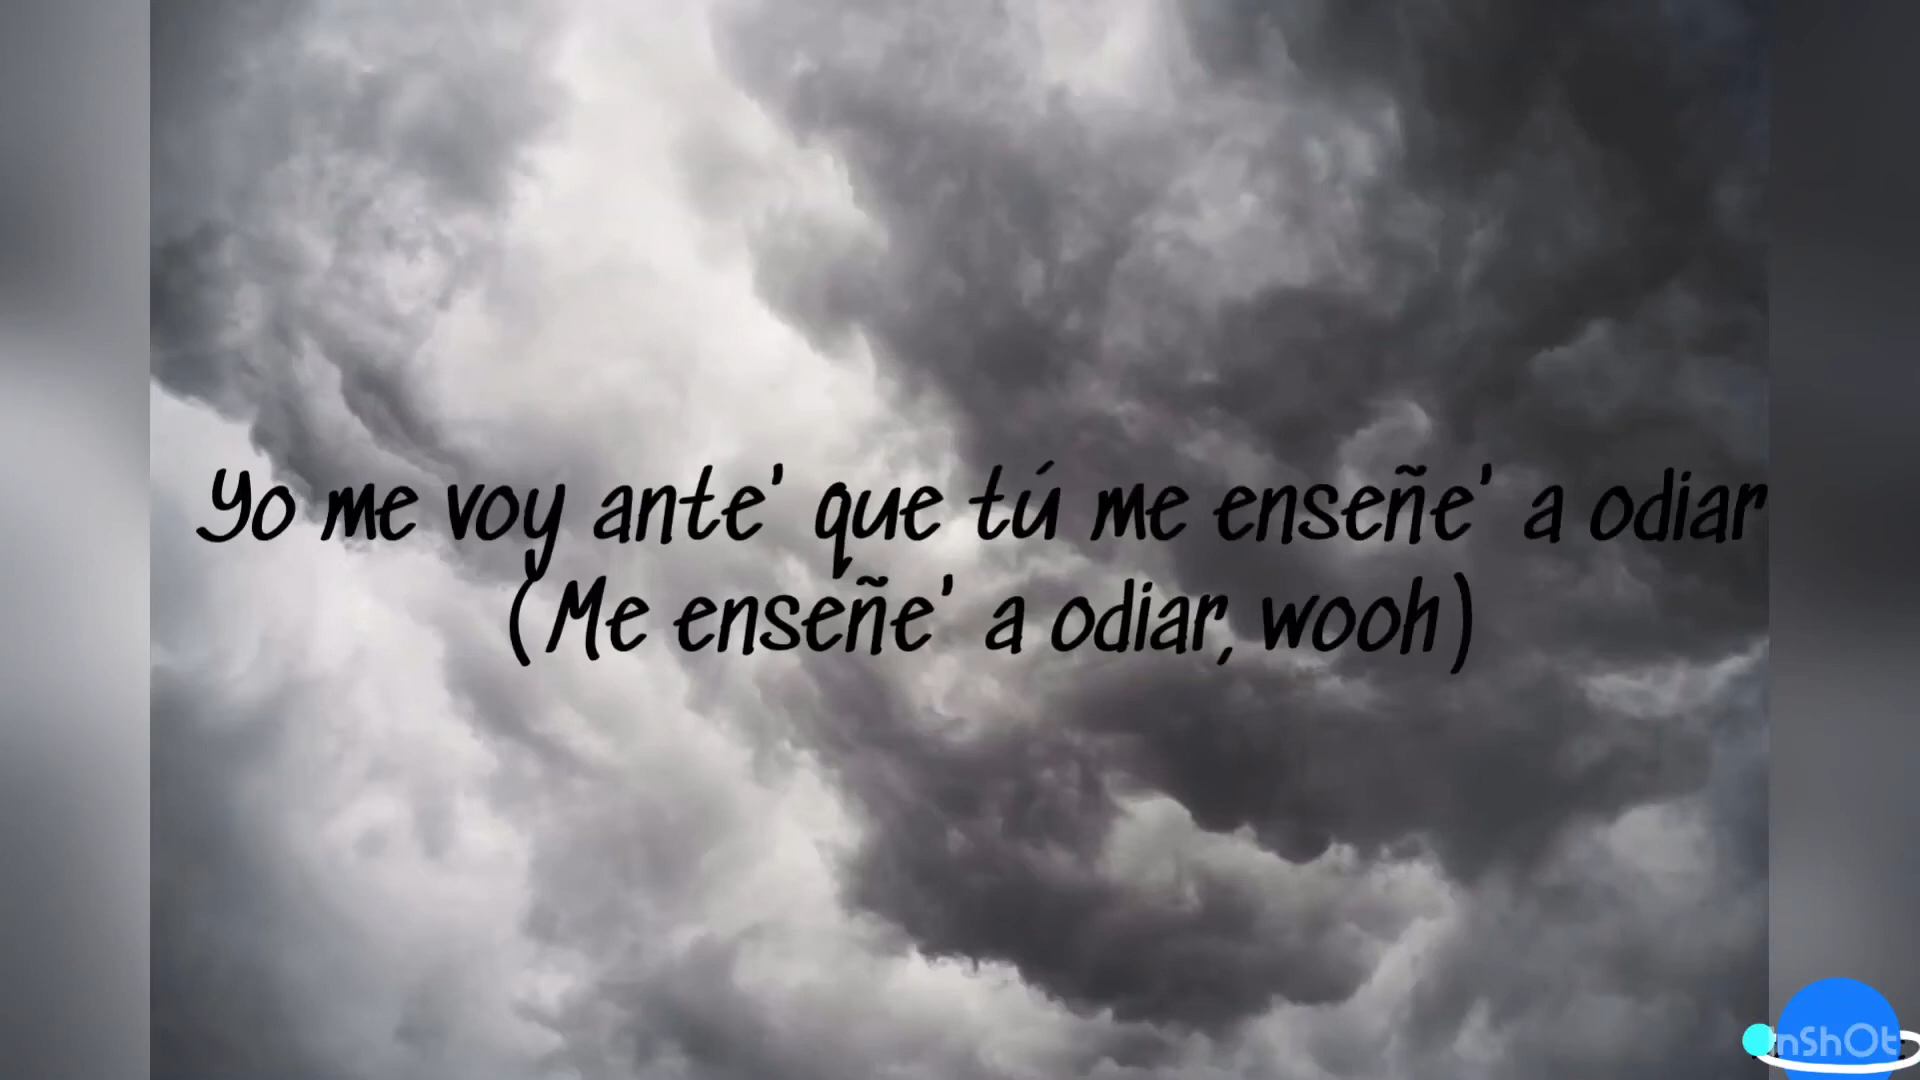 Yo me voy ante' que tú me enseñe' a odiar
(Me enseñe' a odiar, wooh)
InShOt